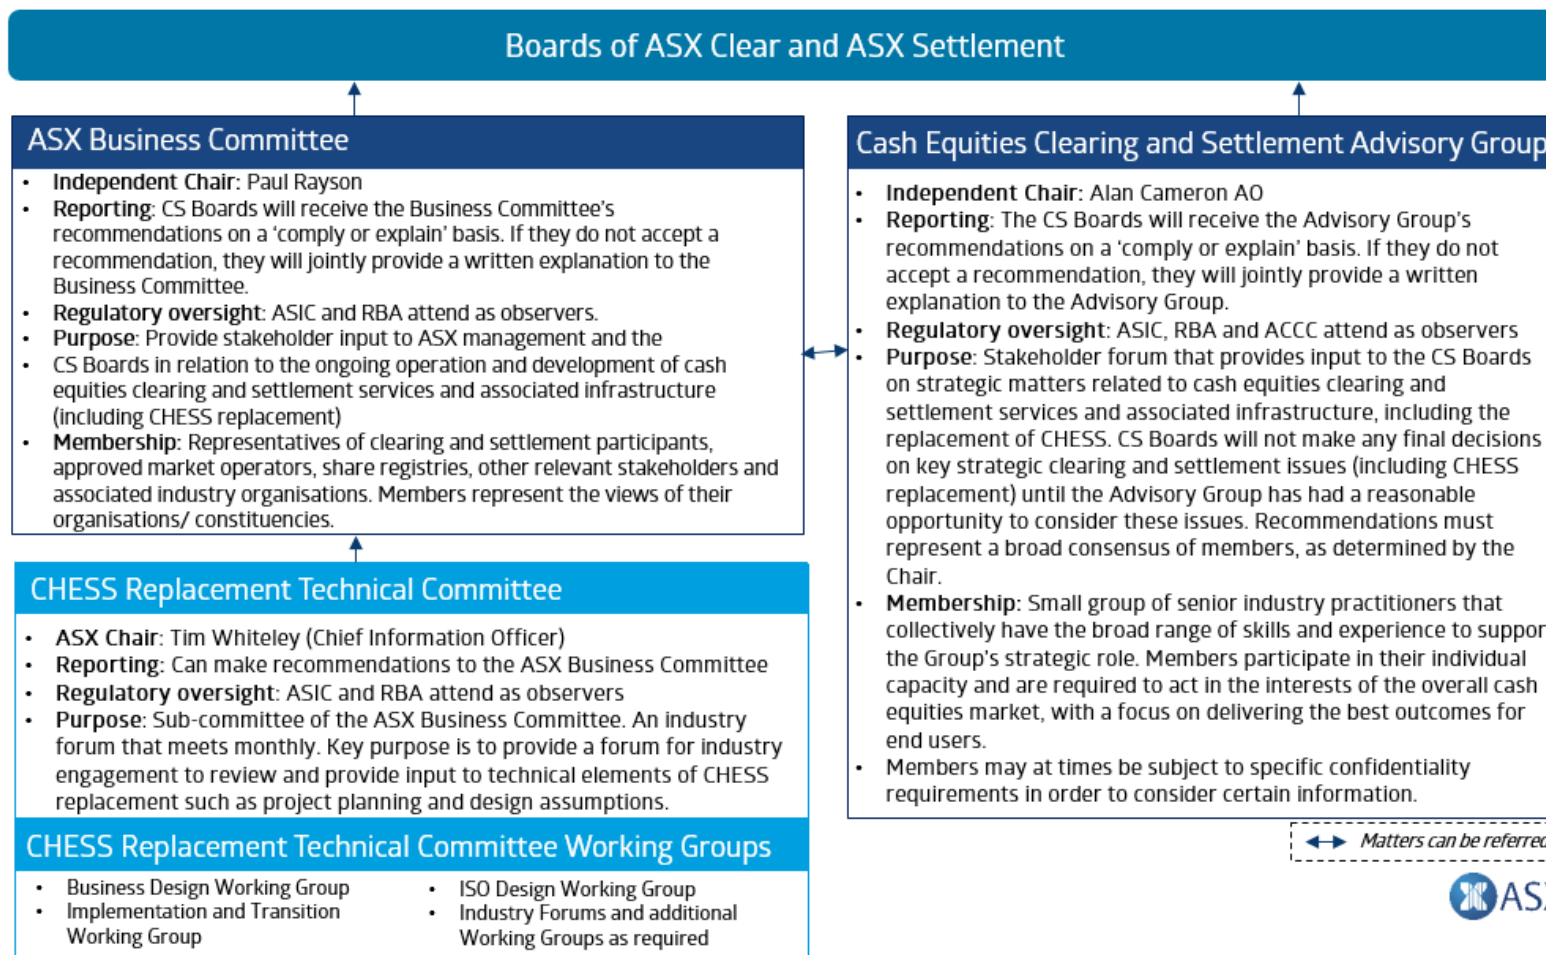 Boards of ASX Clear and ASX Settlement
ASX Business Committee
• Independent Chair: Paul Rayson
• Reporting: CS Boards will receive the Business Committee's
recommendations on a 'comply or explain' basis. If they do not accept a
recommendation, they will jointly provide a written explanation to the
Business Committee.
• Regulatory oversight: ASIC and RBA attend as observers.
• Purpose: Provide stakeholder input to ASX management and the
• CS Boards in relation to the ongoing operation and development of cash
equities clearing and settlement services and associated infrastructure
(including CHESS replacement)
• Membership: Representatives of clearing and settlement participants,
approved market operators, share registries, other relevant stakeholders and
associated industry organisations. Members represent the views of their
organisations/ constituencies.
CHESS Replacement Technical Committee
• ASX Chair: Tim Whiteley (Chief Information Officer)
• Reporting: Can make recommendations to the ASX Business Committee
• Regulatory oversight: ASIC and RBA attend as observers
• Purpose: Sub-committee of the ASX Business Committee. An industry
forum that meets monthly. Key purpose is to provide a forum for industry
engagement to review and provide input to technical elements of CHESS
replacement such as project planning and design assumptions.
CHESS Replacement Technical Committee Working Groups
• Business Design Working Group
• Implementation and Transition
Working Group
• ISO Design Working Group
• Industry Forums and additional
Working Groups as required
Cash Equities Clearing and Settlement Advisory Group
• Independent Chair: Alan Cameron AO
• Reporting: The CS Boards will receive the Advisory Group's
recommendations on a 'comply or explain' basis. If they do not
accept a recommendation, they will jointly provide a written
explanation to the Advisory Group.
• Regulatory oversight: ASIC, RBA and ACCC attend as observers
• Purpose: Stakeholder forum that provides input to the CS Boards
on strategic matters related to cash equities clearing and
settlement services and associated infrastructure, including the
replacement of CHESS. CS Boards will not make any final decisions
on key strategic clearing and settlement issues (including CHESS
replacement) until the Advisory Group has had a reasonable
opportunity to consider these issues. Recommendations must
represent a broad consensus of members, as determined by the
Chair.
• Membership: Small group of senior industry practitioners that
collectively have the broad range of skills and experience to suppor
the Group's strategic role. Members participate in their individual
capacity and are required to act in the interests of the overall cash
equities market, with a focus on delivering the best outcomes for
end users.
• Members may at times be subject to specific confidentiality
requirements in order to consider certain information.
Matters can be referred
ASX